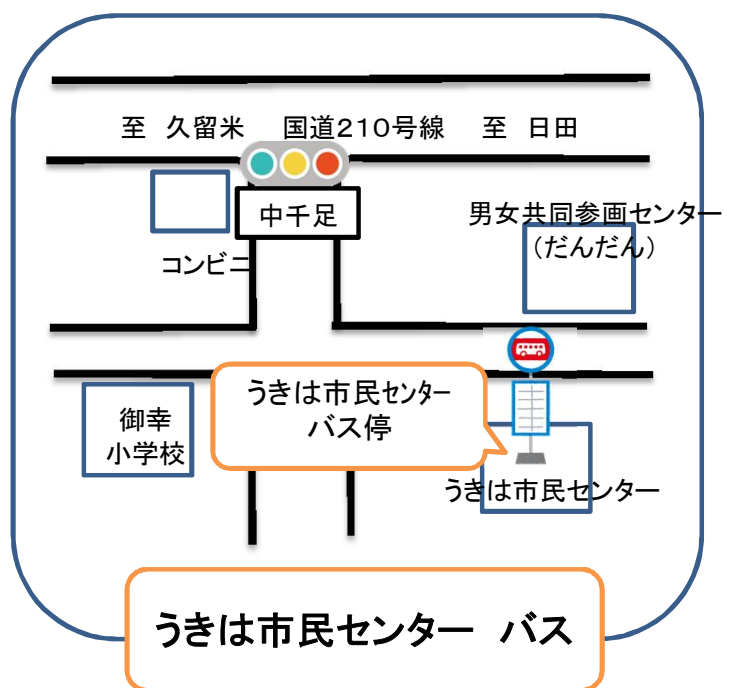 至　久留米　国道２１０号線　至　日田
中千足
男女共同参画センター
（だんだん）
コンビニ
うきは市民ｾﾝﾀｰ
バス停
御幸
小学校
うきは市民センター
うきは市民センター　バス